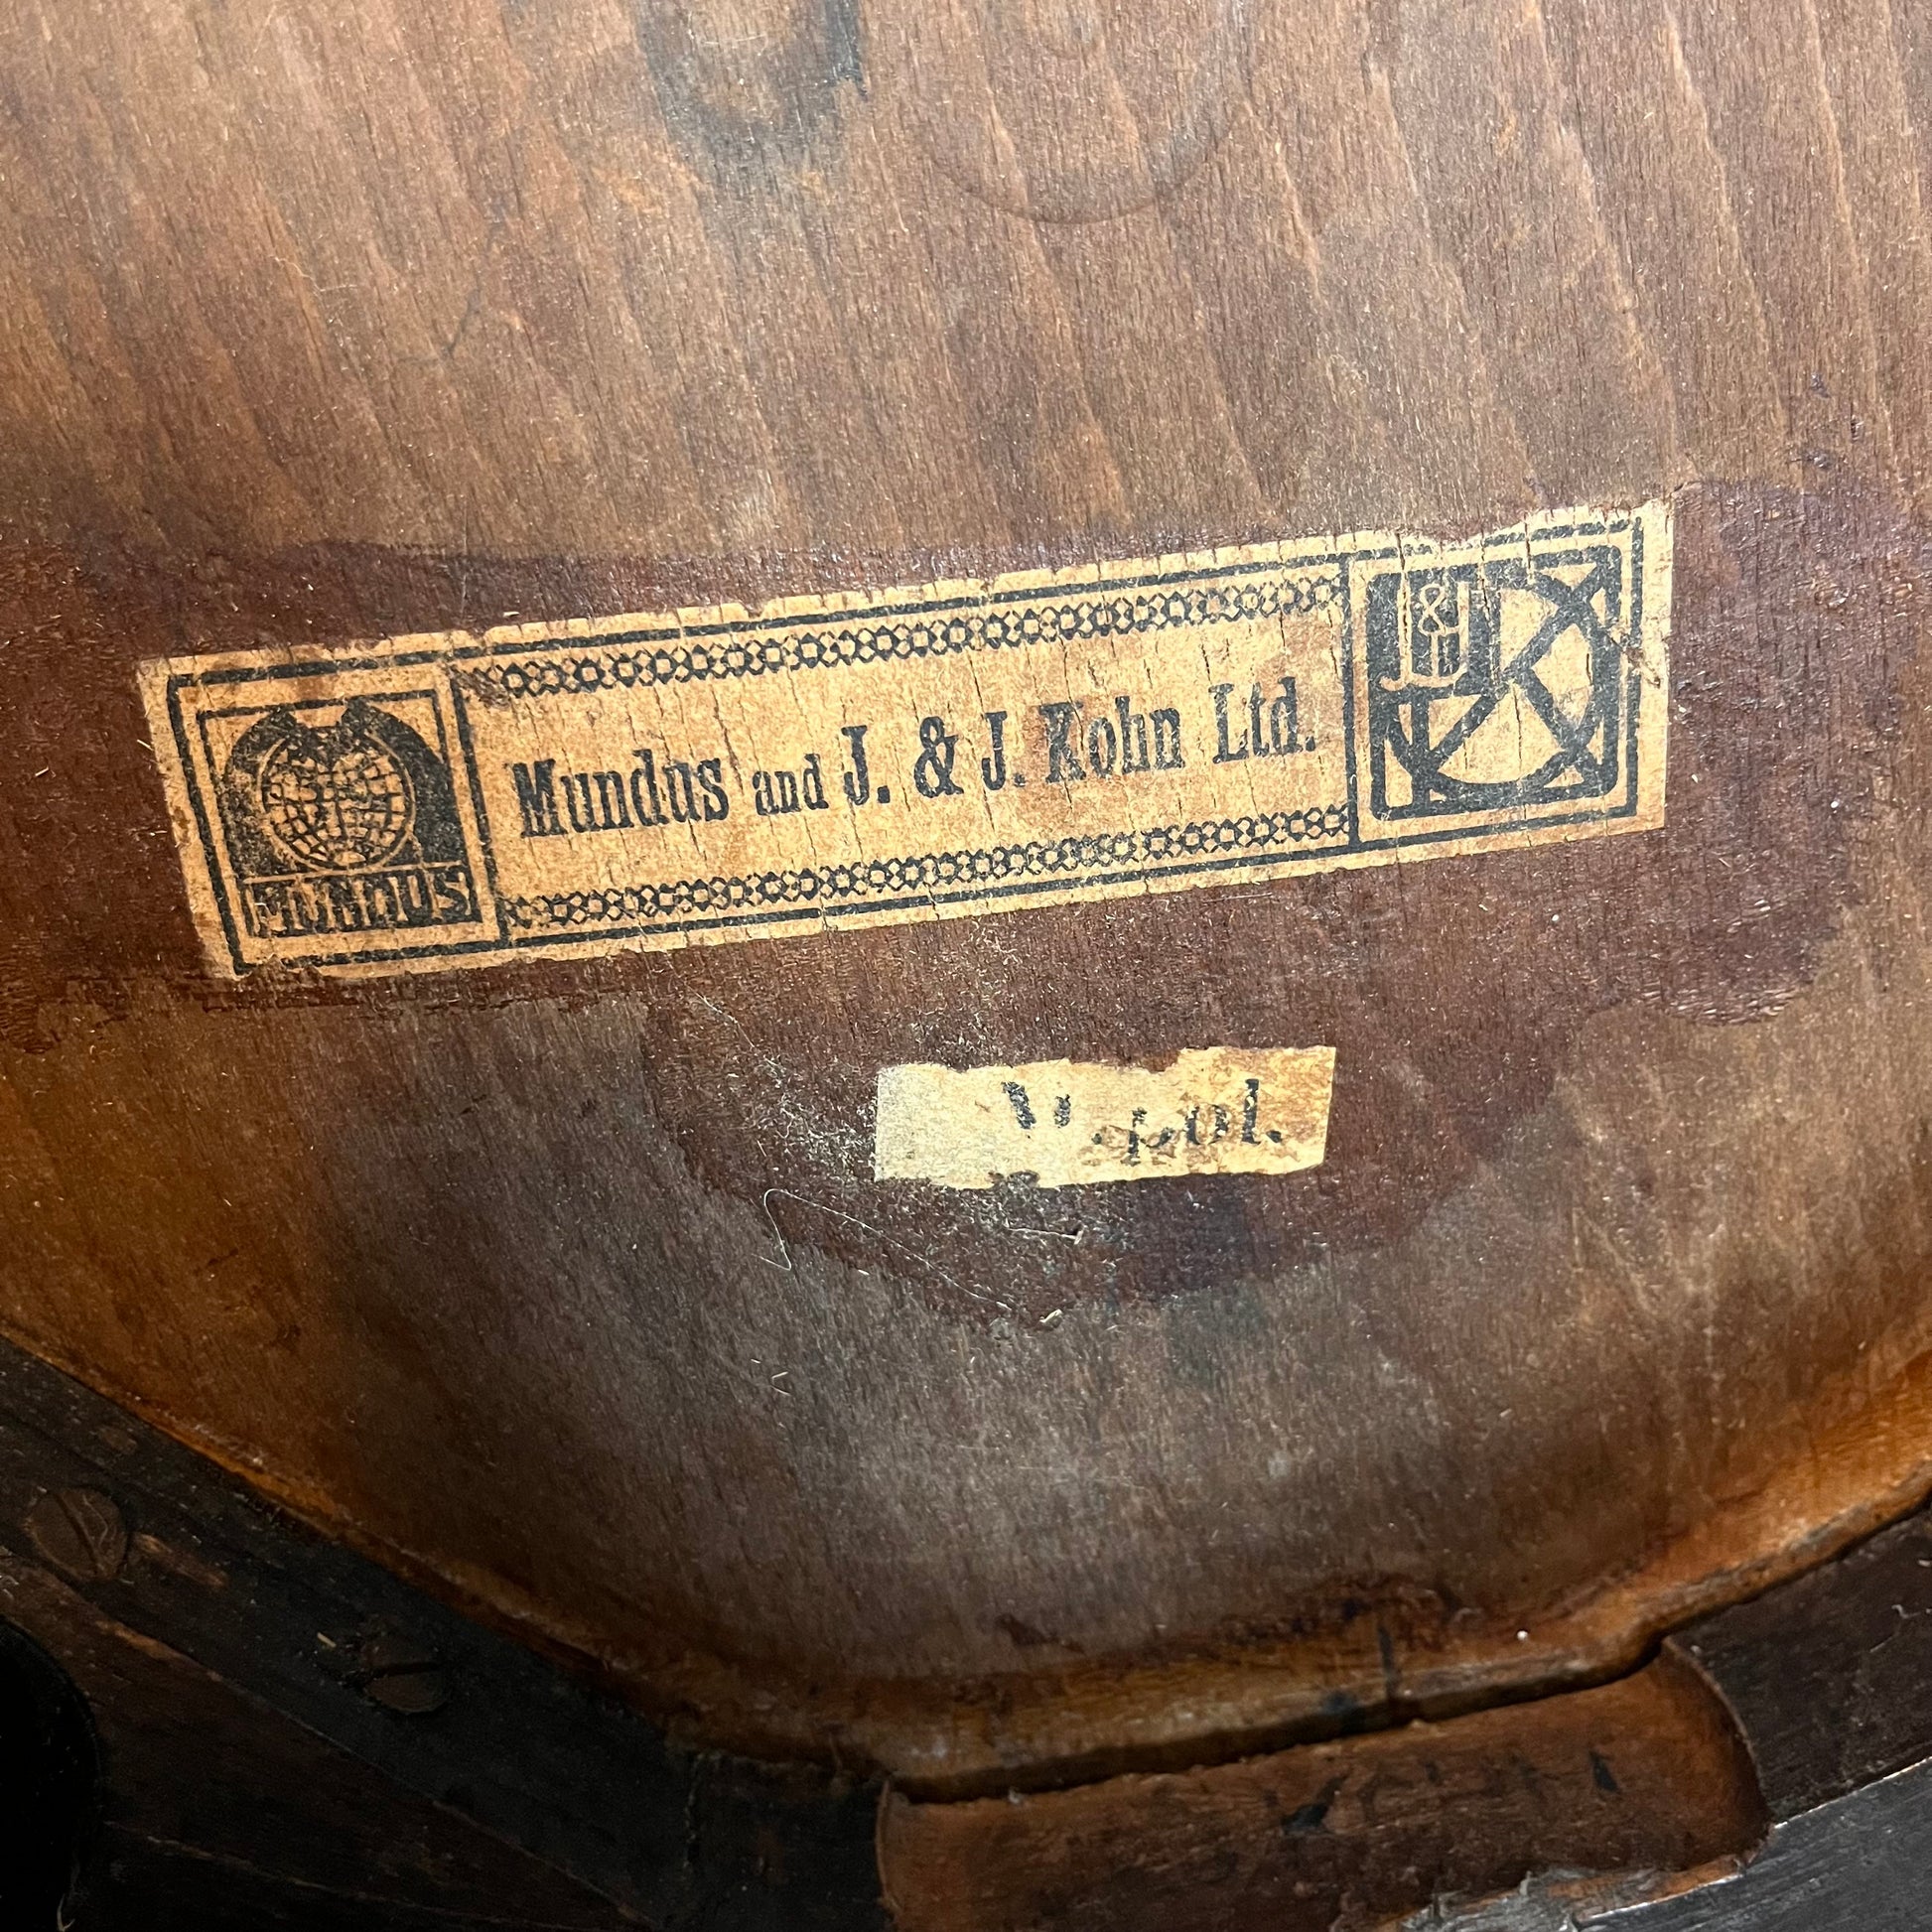 MUNDUS
Mundus and J. & J. Kohn Ltd.
J & J K